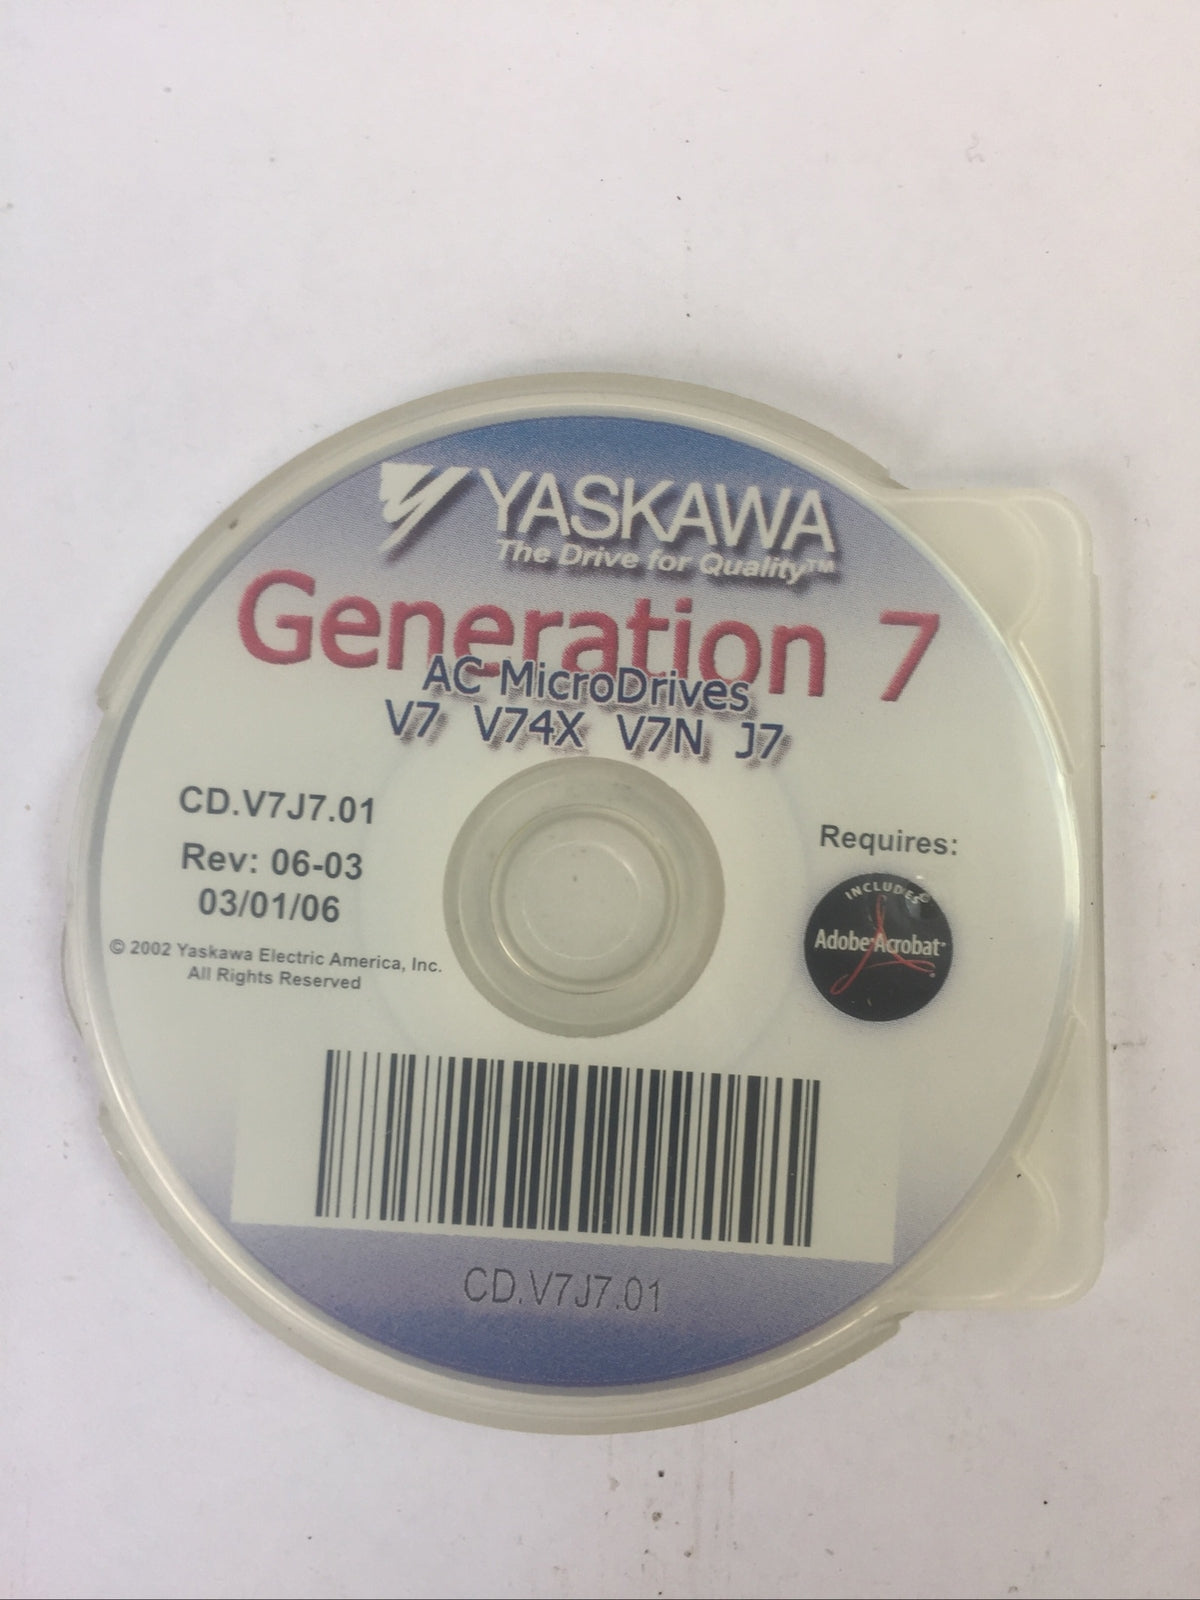 YASKAWA
The Drive for Quality™
Generation 7
AC MicroDrives
V7 V74X V7N J7
CD.V7J7.01
Rev: 06-03
03/01/06
© 2002 Yaskawa Electric America, Inc.
All Rights Reserved
Requires:
INCLUDES
Adobe Acrobat
CD.V7J7.01